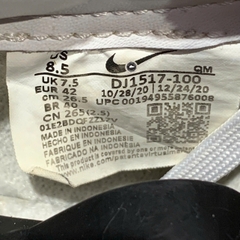 US 8.5
UK 7.5
EUR 42
cm 26.5
BR 40
CN 265(2.5)
DJ1517-100
10/28/20 12/24/20
QM
UPC 00194955876008
MADE IN INDONESIA
HECHO EN INDONESIA
FABRIQUÉ EN INDONESIE
FABRICADO NA INDONESIA